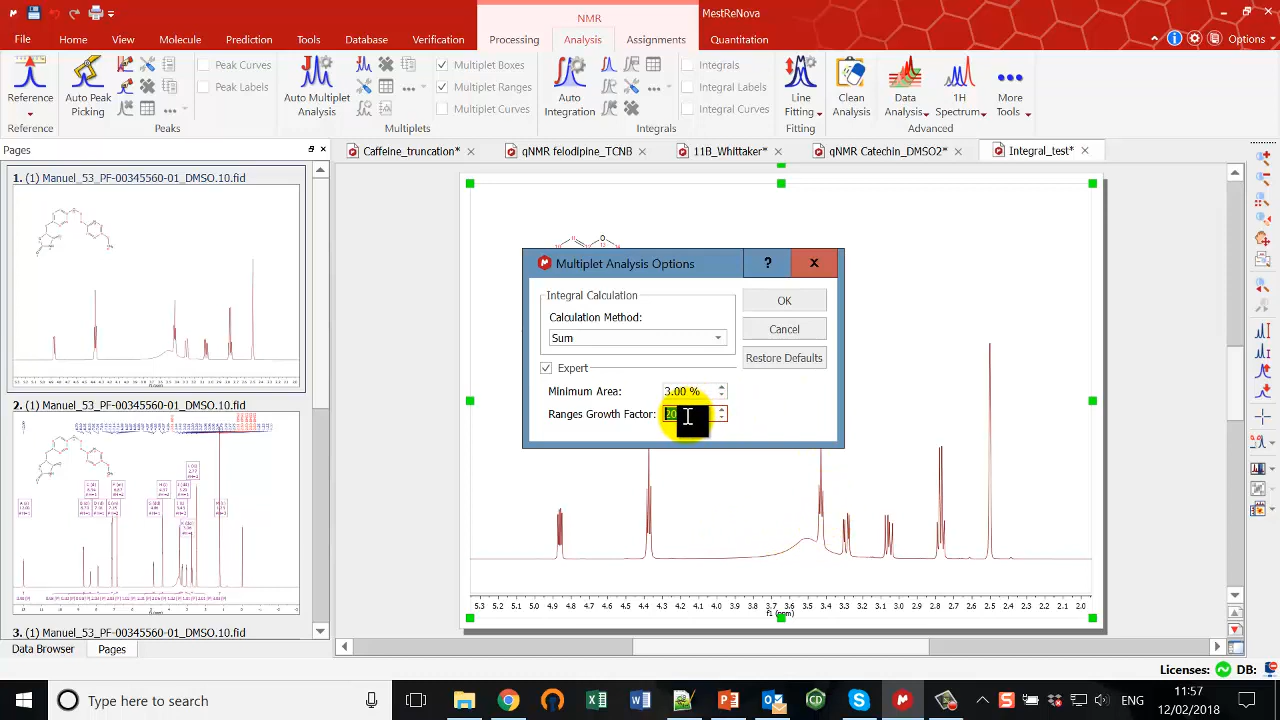 NMR
MestReNova
File
Home
View
Molecule
Prediction
Tools
Database
Verification
Processing
Analysis
Assignments
Quantitation
Options
Reference
Auto Peak Picking
Peak Curves
Peak Labels
Auto Multiplet Analysis
Multiplet Boxes
Multiplet Ranges
Multiplet Curves
Auto Integration
Integrals
Integral Labels
Integral Curves
Line Fitting
Clean Analysis
Data Analysis
1H Spectrum
More Tools
Reference
Peaks
Multiplets
Integrals
Fitting
Advanced
Pages
Caffeine_truncation*
qNMR felodipine_TCNB
11B_Whittaker*
qNMR Catechin_DMSO2*
Integral_test*
1. (1) Manuel_53_PF-00345560-01_DMSO.10.fid
2. (1) Manuel_53_PF-00345560-01_DMSO.10.fid
3. (1) Manuel_53_PF-00345560-01_DMSO.10.fid
Data Browser
Pages
Multiplet Analysis Options
?
Integral Calculation
Calculation Method:
Sum
Expert
Minimum Area:
3.00 %
Ranges Growth Factor:
20
OK
Cancel
Restore Defaults
5.3 5.2 5.1 5.0 4.9 4.8 4.7 4.6 4.5 4.4 4.3 4.2 4.1 4.0 3.9 3.8 3.7 3.6 3.5 3.4 3.3 3.2 3.1 3.0 2.9 2.8 2.7 2.6 2.5 2.4 2.3 2.2 2.1 2.0
Licenses:
DB:
Type here to search
ENG
11:57
12/02/2018